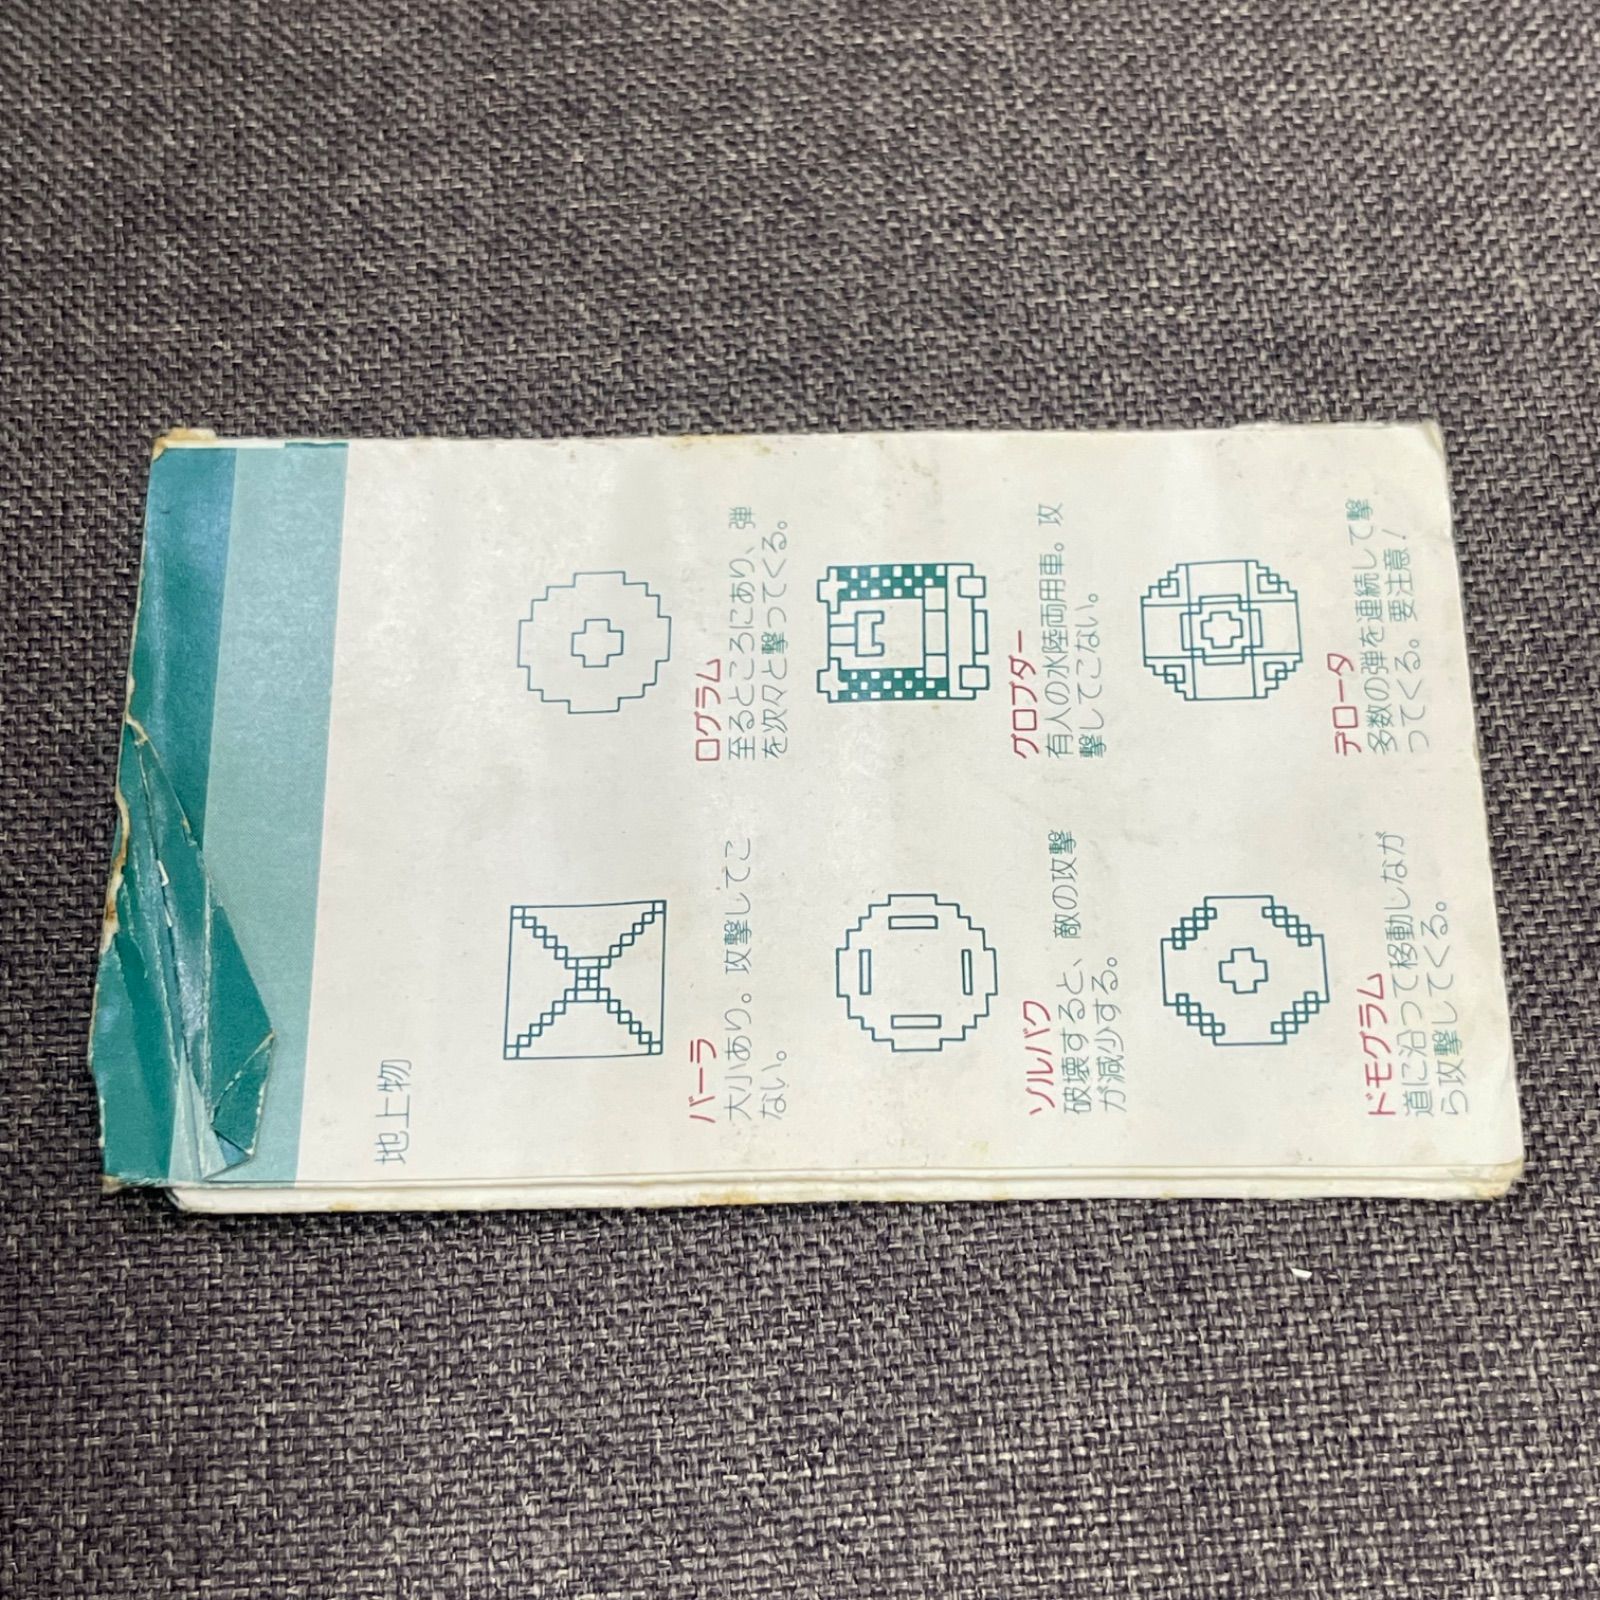 地上物
バーラ
大小あり。攻撃してこ
ない。
ログラム
至るところにあり、弾
を次々と撃ってくる。
ソルバク
破壊すると、敵の攻撃
が減少する。
グロブダー
有人の水陸両用車。攻
撃してこない。
ドモグラム
道に沿って移動しなが
ら攻撃してくる。
デロータ
多数の弾を連続して撃
ってくる。要注意！